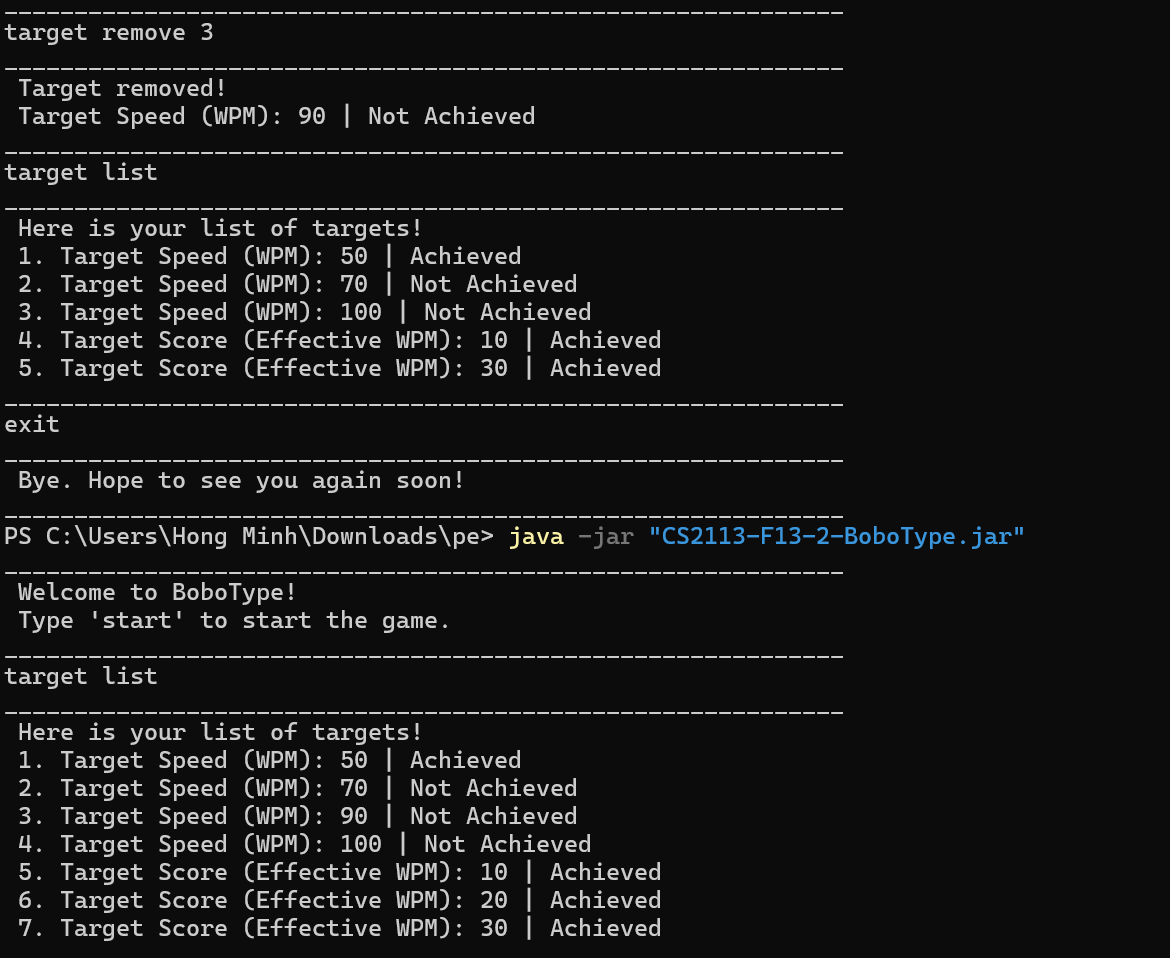 ____________________________________________________________
target remove 3
____________________________________________________________
 Target removed!
 Target Speed (WPM): 90 | Not Achieved
____________________________________________________________
target list
____________________________________________________________
 Here is your list of targets!
 1. Target Speed (WPM): 50 | Achieved
 2. Target Speed (WPM): 70 | Not Achieved
 3. Target Speed (WPM): 100 | Not Achieved
 4. Target Score (Effective WPM): 10 | Achieved
 5. Target Score (Effective WPM): 30 | Achieved
____________________________________________________________
exit
____________________________________________________________
 Bye. Hope to see you again soon!
____________________________________________________________
PS C:\Users\Hong Minh\Downloads\pe> java -jar "CS2113-F13-2-BoboType.jar"
____________________________________________________________
 Welcome to BoboType!
 Type 'start' to start the game.
____________________________________________________________
target list
____________________________________________________________
 Here is your list of targets!
 1. Target Speed (WPM): 50 | Achieved
 2. Target Speed (WPM): 70 | Not Achieved
 3. Target Speed (WPM): 90 | Not Achieved
 4. Target Speed (WPM): 100 | Not Achieved
 5. Target Score (Effective WPM): 10 | Achieved
 6. Target Score (Effective WPM): 20 | Achieved
 7. Target Score (Effective WPM): 30 | Achieved